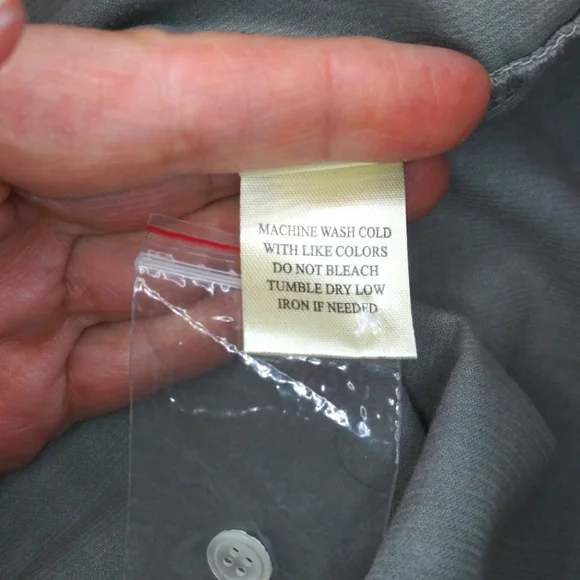 MACHINE WASH COLD
WITH LIKE COLORS
DO NOT BLEACH
TUMBLE DRY LOW
IRON IF NEEDED